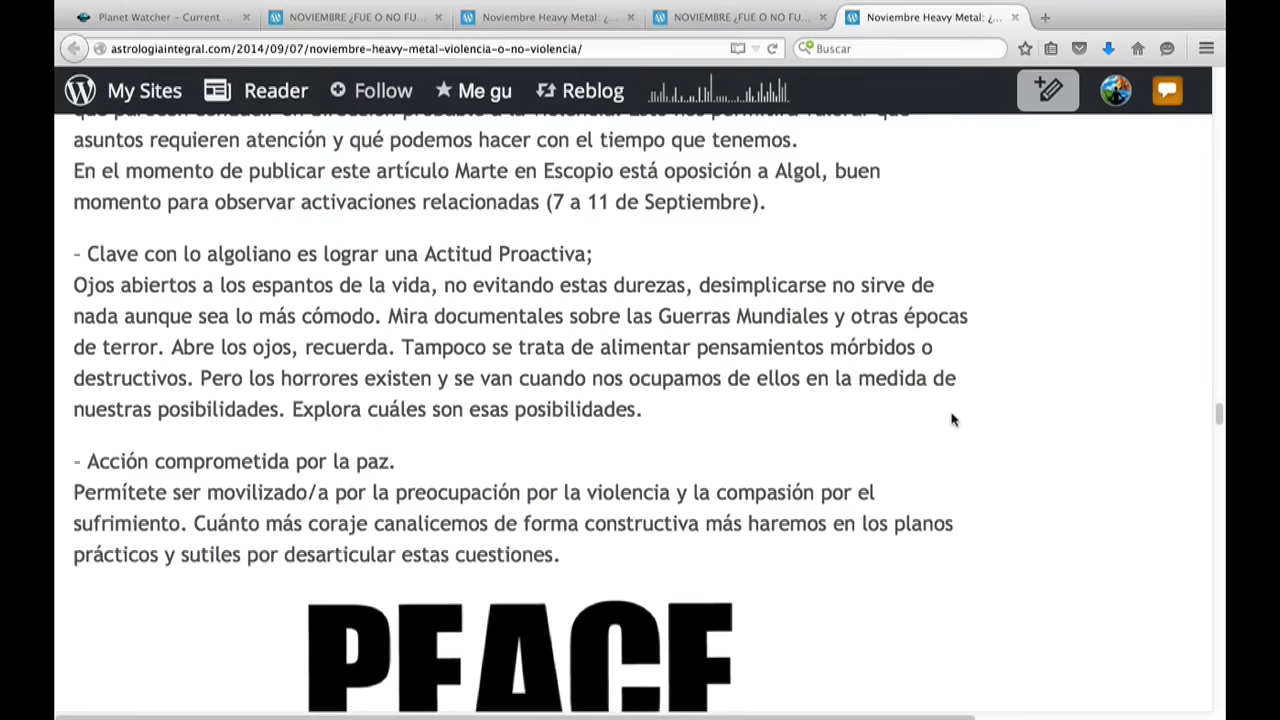 Planet Watcher – Current ...
NOVIEMBRE ¿FUE O NO FU...
Noviembre Heavy Metal: ¿...
NOVIEMBRE ¿FUE O NO FU...
Noviembre Heavy Metal: ¿...
astrologiaintegral.com/2014/09/07/noviembre-heavy-metal-violencia-o-no-violencia/
Buscar
My Sites
Reader
Follow
Me gu
Reblog
asuntos requieren atención y qué podemos hacer con el tiempo que tenemos.
En el momento de publicar este artículo Marte en Escopio está oposición a Algol, buen
momento para observar activaciones relacionadas (7 a 11 de Septiembre).
- Clave con lo algoliano es lograr una Actitud Proactiva;
Ojos abiertos a los espantos de la vida, no evitando estas durezas, desimplicarse no sirve de
nada aunque sea lo más cómodo. Mira documentales sobre las Guerras Mundiales y otras épocas
de terror. Abre los ojos, recuerda. Tampoco se trata de alimentar pensamientos mórbidos o
destructivos. Pero los horrores existen y se van cuando nos ocupamos de ellos en la medida de
nuestras posibilidades. Explora cuáles son esas posibilidades.
- Acción comprometida por la paz.
Permítete ser movilizado/a por la preocupación por la violencia y la compasión por el
sufrimiento. Cuánto más coraje canalicemos de forma constructiva más haremos en los planos
prácticos y sutiles por desarticular estas cuestiones.
PEACE